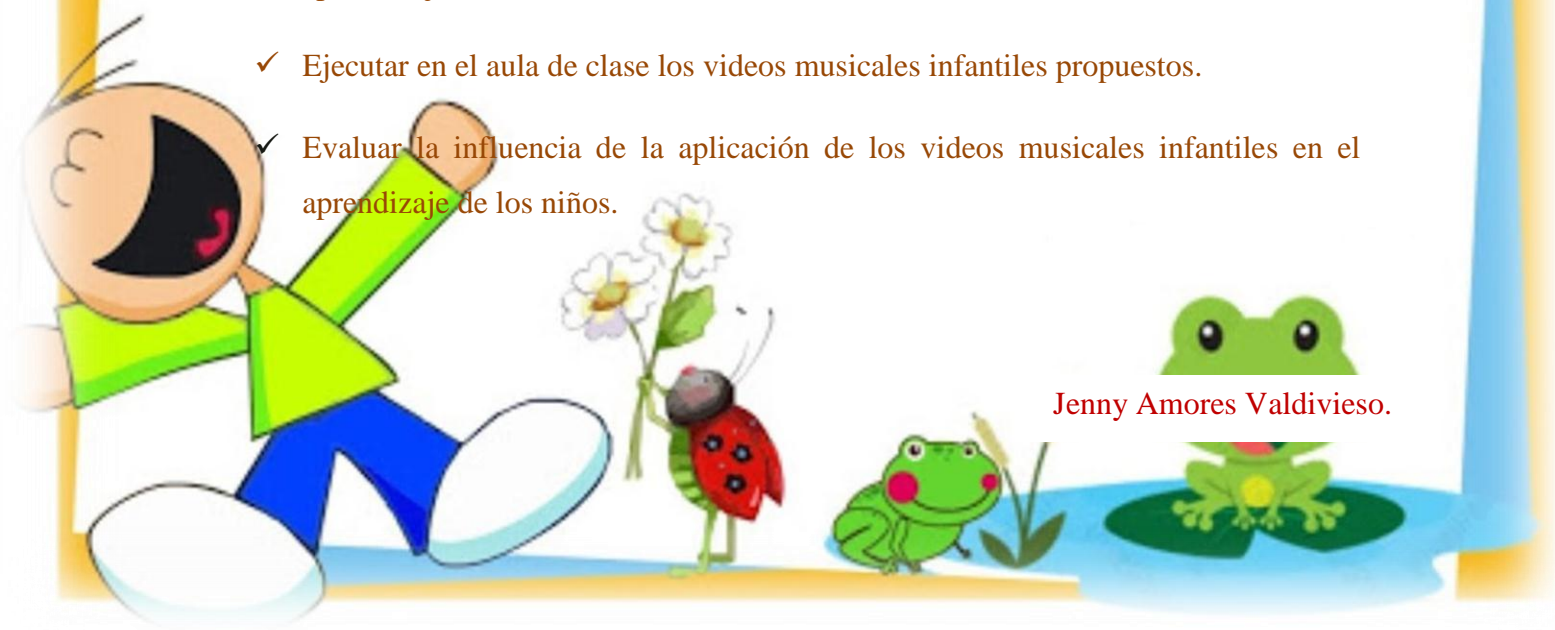 ✓ Ejecutar en el aula de clase los videos musicales infantiles propuestos.
✓ Evaluar la influencia de la aplicación de los videos musicales infantiles en el
aprendizaje de los niños.
Jenny Amores Valdivieso.